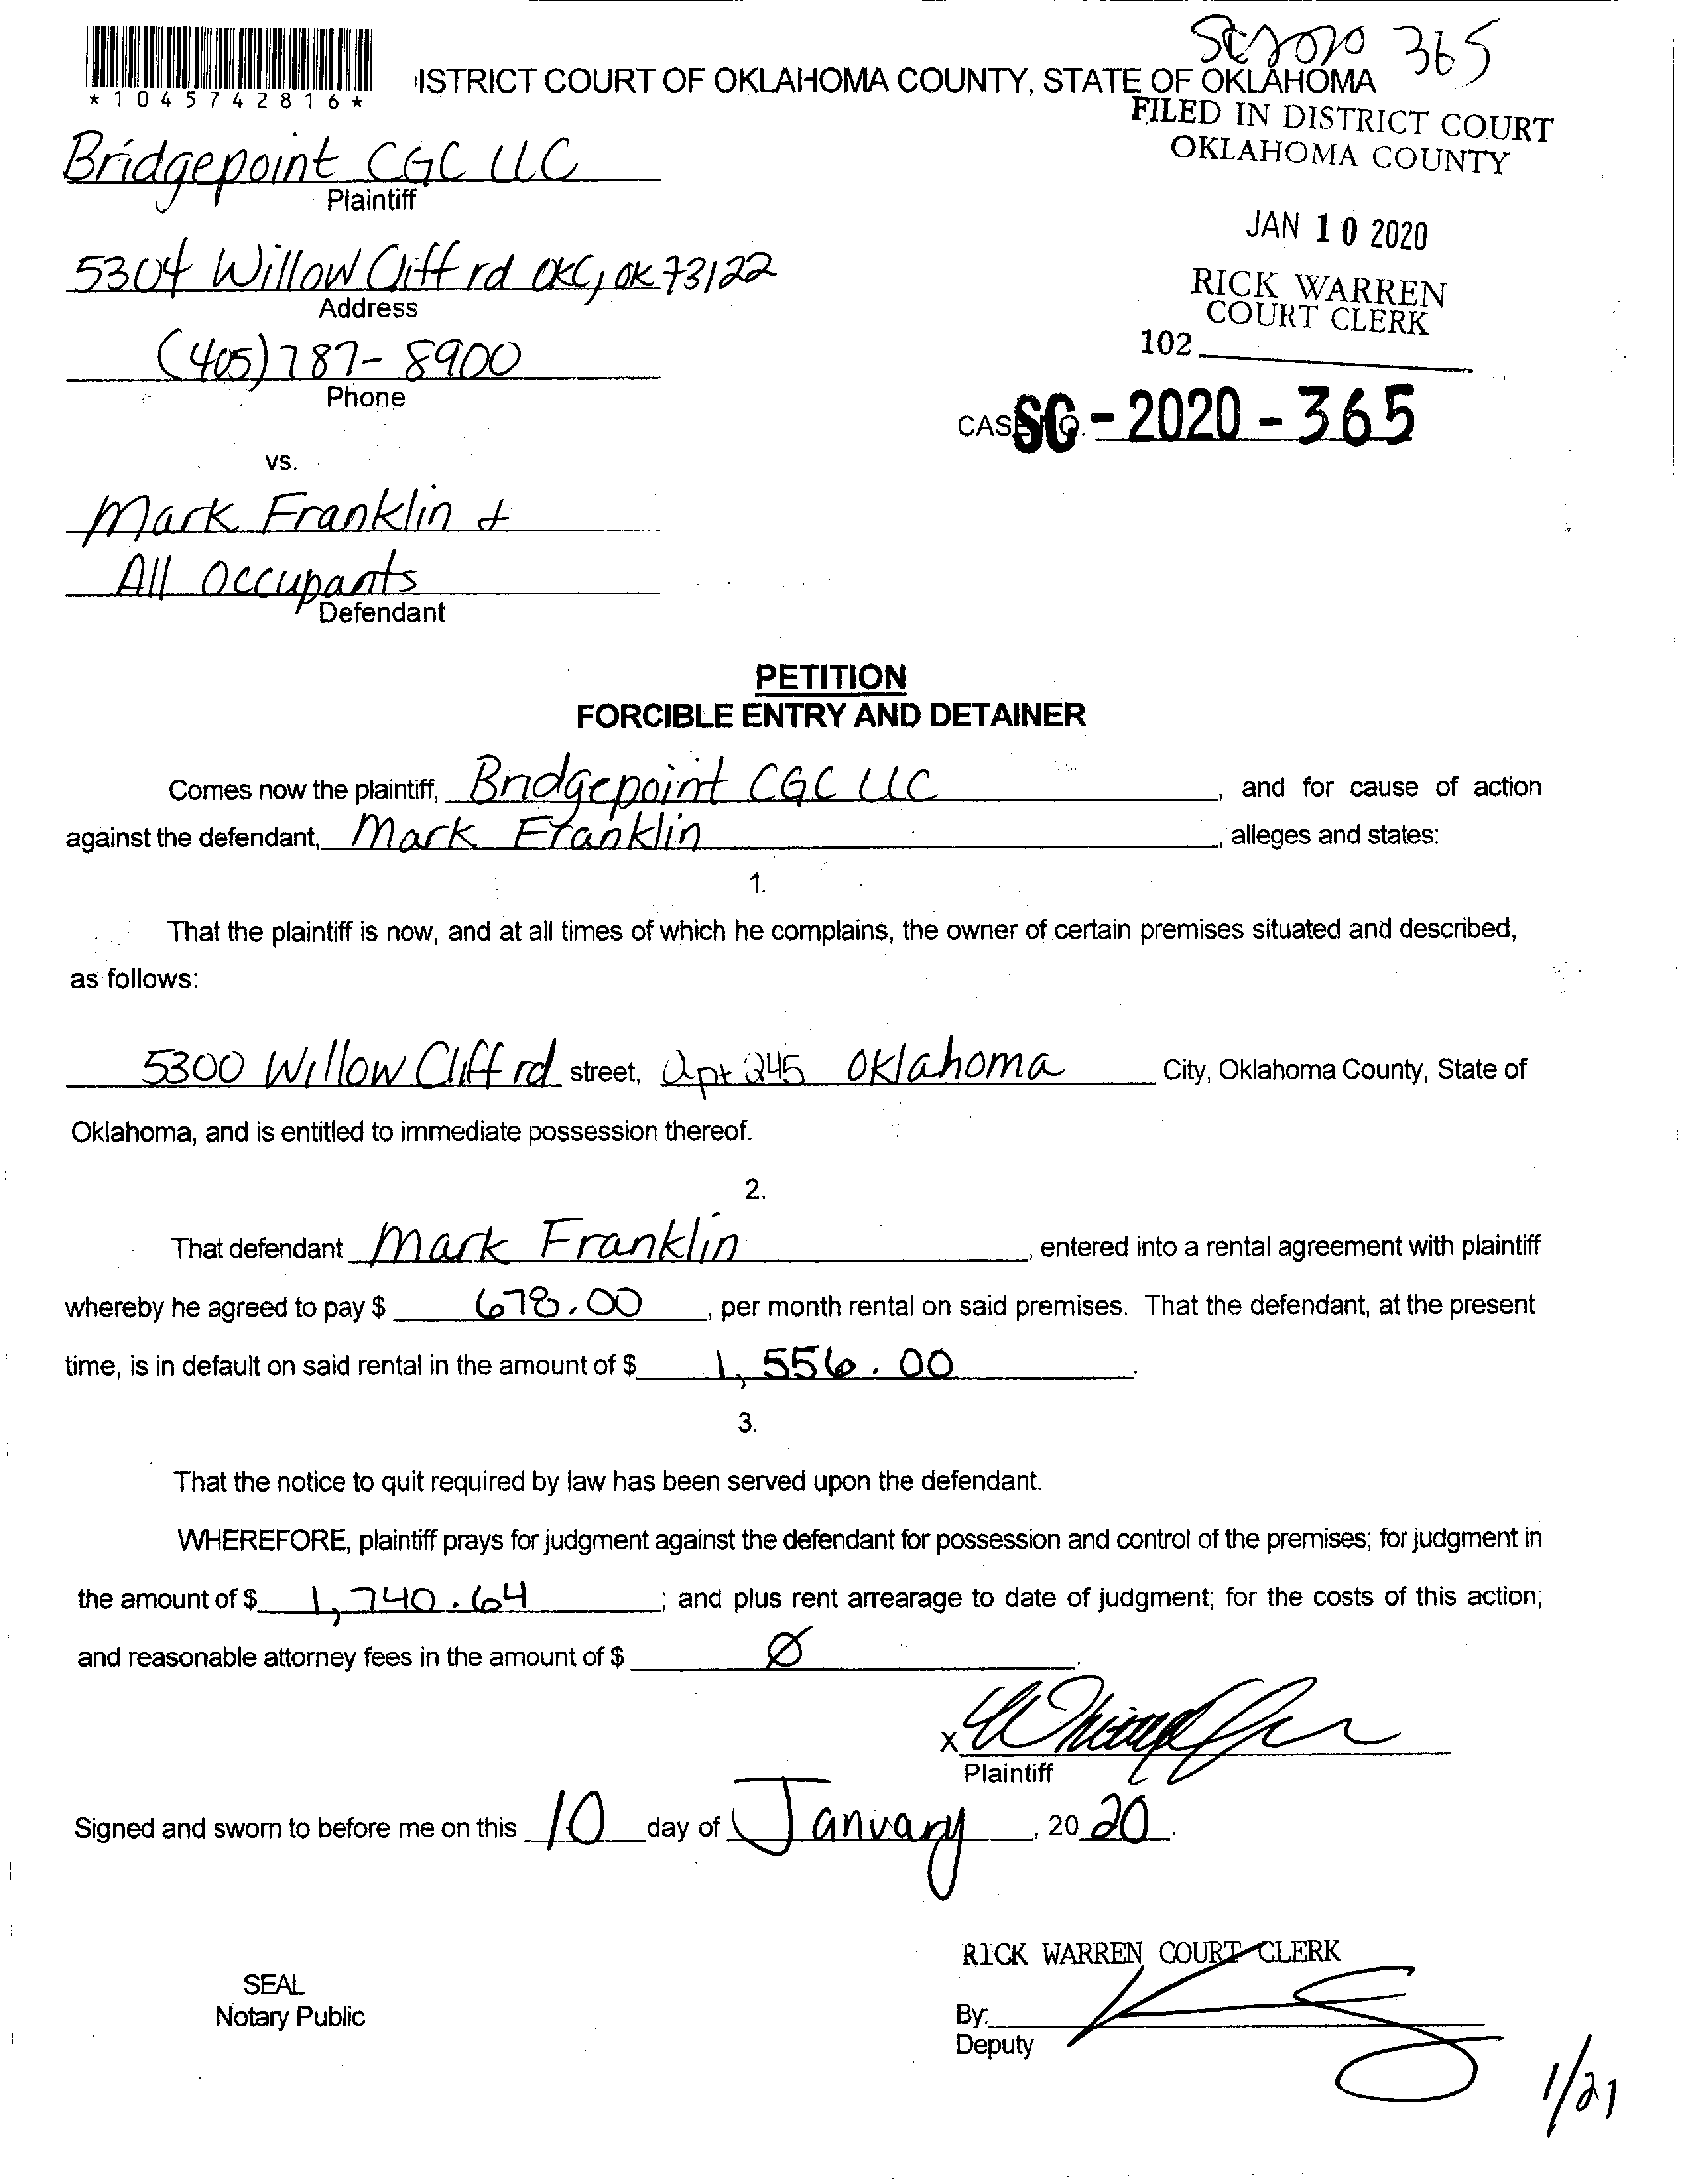 SC2020 365
*1045742816*
ISTRICT COURT OF OKLAHOMA COUNTY, STATE OF OKLAHOMA
FILED IN DISTRICT COURT
OKLAHOMA COUNTY
Bridgepoint CGC LLC
Plaintiff
JAN 10 2020
5304 Willow Cliff rd OKC, OK 73122
Address
RICK WARREN
COURT CLERK
102
(405) 787-8900
Phone
CASE NO. SC-2020-365
vs.
Mark Franklin &
All Occupants
Defendant
PETITION
FORCIBLE ENTRY AND DETAINER
Comes now the plaintiff, Bridgepoint CGC LLC, and for cause of action
against the defendant, Mark Franklin, alleges and states:
1.
That the plaintiff is now, and at all times of which he complains, the owner of certain premises situated and described,
as follows:
5300 Willow Cliff rd street, Apt 245 Oklahoma City, Oklahoma County, State of
Oklahoma, and is entitled to immediate possession thereof.
2.
That defendant Mark Franklin, entered into a rental agreement with plaintiff
whereby he agreed to pay $ 678.00, per month rental on said premises. That the defendant, at the present
time, is in default on said rental in the amount of $ 1,556.00.
3.
That the notice to quit required by law has been served upon the defendant.
WHEREFORE, plaintiff prays for judgment against the defendant for possession and control of the premises; for judgment in
the amount of $ 1,740.64; and plus rent arrearage to date of judgment; for the costs of this action;
and reasonable attorney fees in the amount of $ Ø.
X
Plaintiff
Signed and sworn to before me on this 10 day of January, 2020.
RICK WARREN COURT CLERK
SEAL
Notary Public
By:
Deputy
1/21